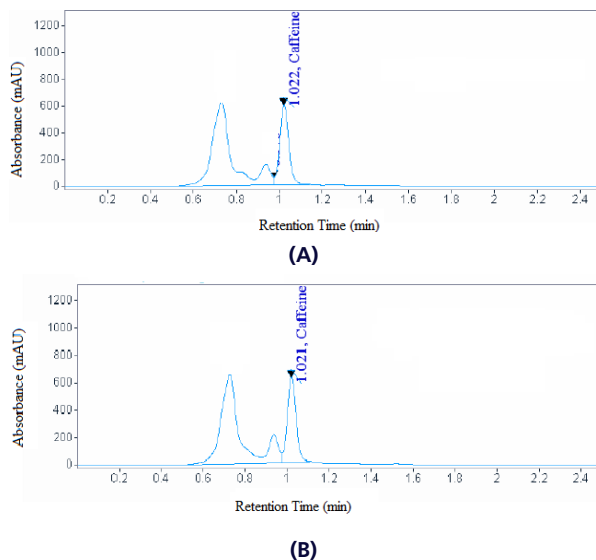 1200
1000
800
600
400
200
0
Absorbance (mAU)
1.022, Caffeine
0.2 0.4 0.6 0.8 1 1.2 1.4 1.6 1.8 2 2.2 2.4
Retention Time (min)
(A)
1200
1000
800
600
400
200
0
Absorbance (mAU)
1.021, Caffeine
0.2 0.4 0.6 0.8 1 1.2 1.4 1.6 1.8 2 2.2 2.4
Retention Time (min)
(B)